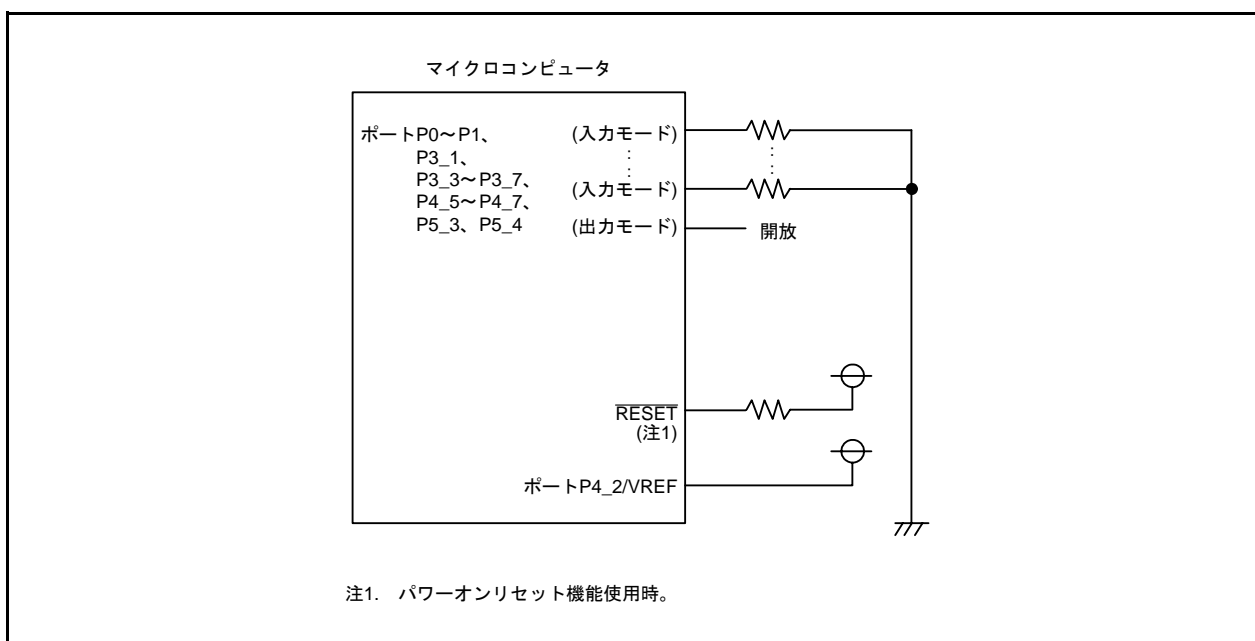 マイクロコンピュータ
ポートP0～P1、 (入力モード)
P3_1、
P3_3～P3_7、 (入力モード)
P4_5～P4_7、
P5_3、P5_4 (出力モード) 開放
RESET
(注1)
ポートP4_2/VREF
注1. パワーオンリセット機能使用時。